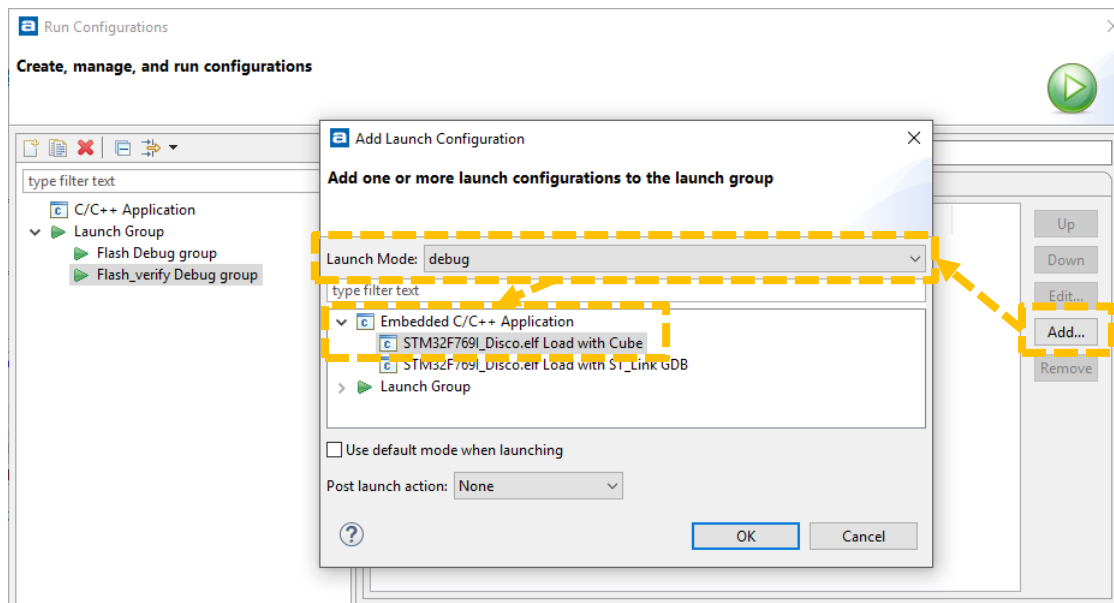 a Run Configurations
Create, manage, and run configurations
type filter text
C/C++ Application
Launch Group
Flash Debug group
Flash_verify Debug group
a Add Launch Configuration
Add one or more launch configurations to the launch group
Launch Mode: debug
type filter text
Embedded C/C++ Application
STM32F769I_Disco.elf Load with Cube
STM32F769I_Disco.elf Load with ST_Link GDB
Launch Group
Use default mode when launching
Post launch action: None
OK Cancel
Up
Down
Edit...
Add...
Remove